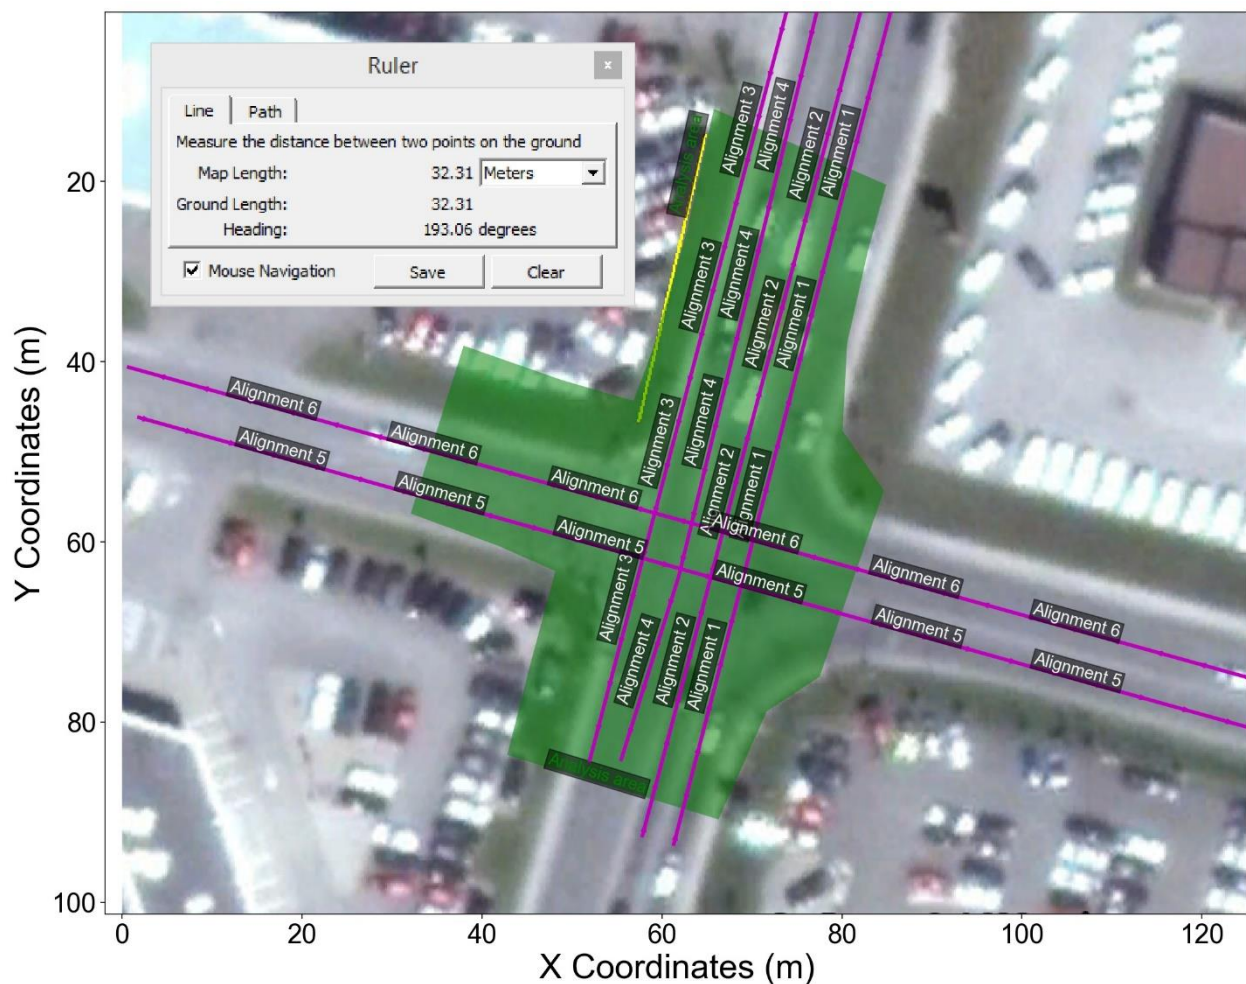 Ruler
x
Line Path
Measure the distance between two points on the ground
Map Length: 32.31 Meters
Ground Length: 32.31
Heading: 193.06 degrees
Mouse Navigation Save Clear
Analysis area
Alignment 3
Alignment 4
Alignment 2
Alignment 1
Alignment 3
Alignment 4
Alignment 2
Alignment 1
Alignment 3
Alignment 4
Alignment 2
Alignment 1
Alignment 6
Alignment 6
Alignment 6
Alignment 6
Alignment 6
Alignment 6
Alignment 5
Alignment 5
Alignment 5
Alignment 5
Alignment 5
Alignment 5
Alignment 3
Alignment 4
Alignment 2
Alignment 1
Analysis area
Y Coordinates (m)
20
40
60
80
100
0 20 40 60 80 100 120
X Coordinates (m)